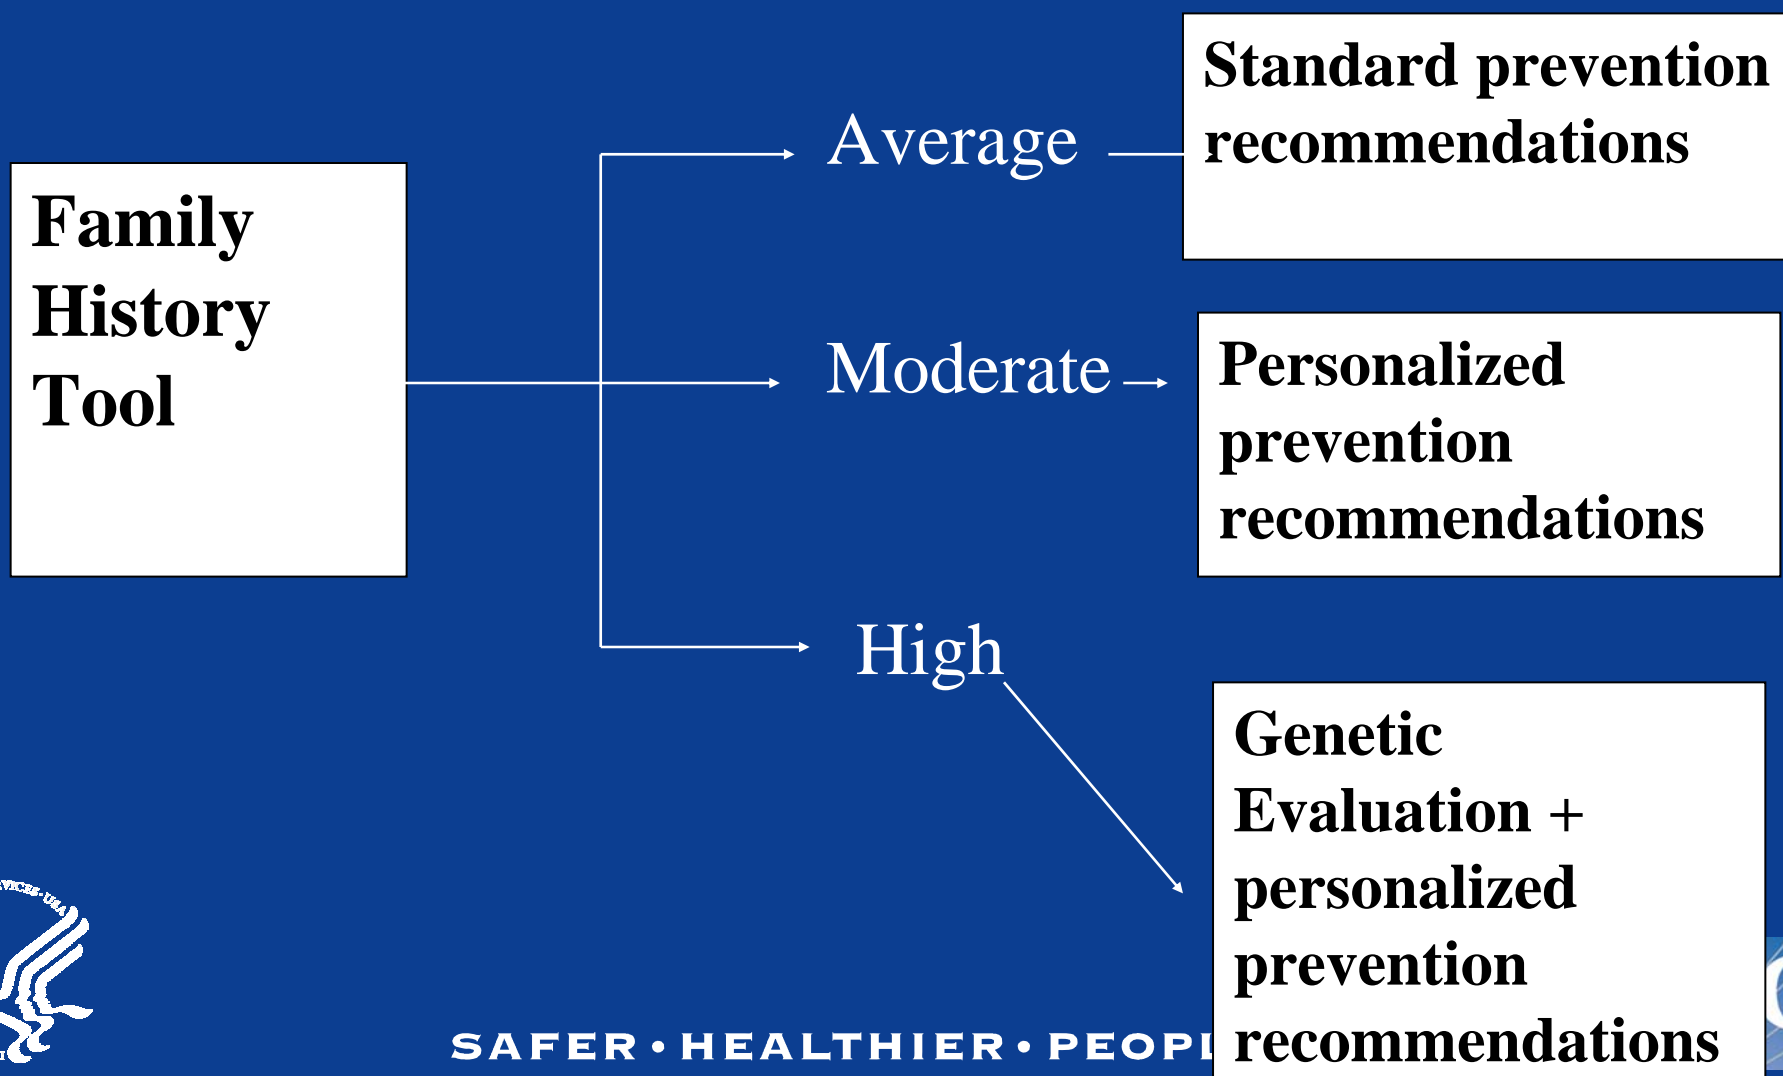 Family
History
Tool
Average
Standard prevention
recommendations
Moderate
Personalized
prevention
recommendations
High
Genetic
Evaluation +
personalized
prevention
recommendations
SAFER • HEALTHIER • PEOPL